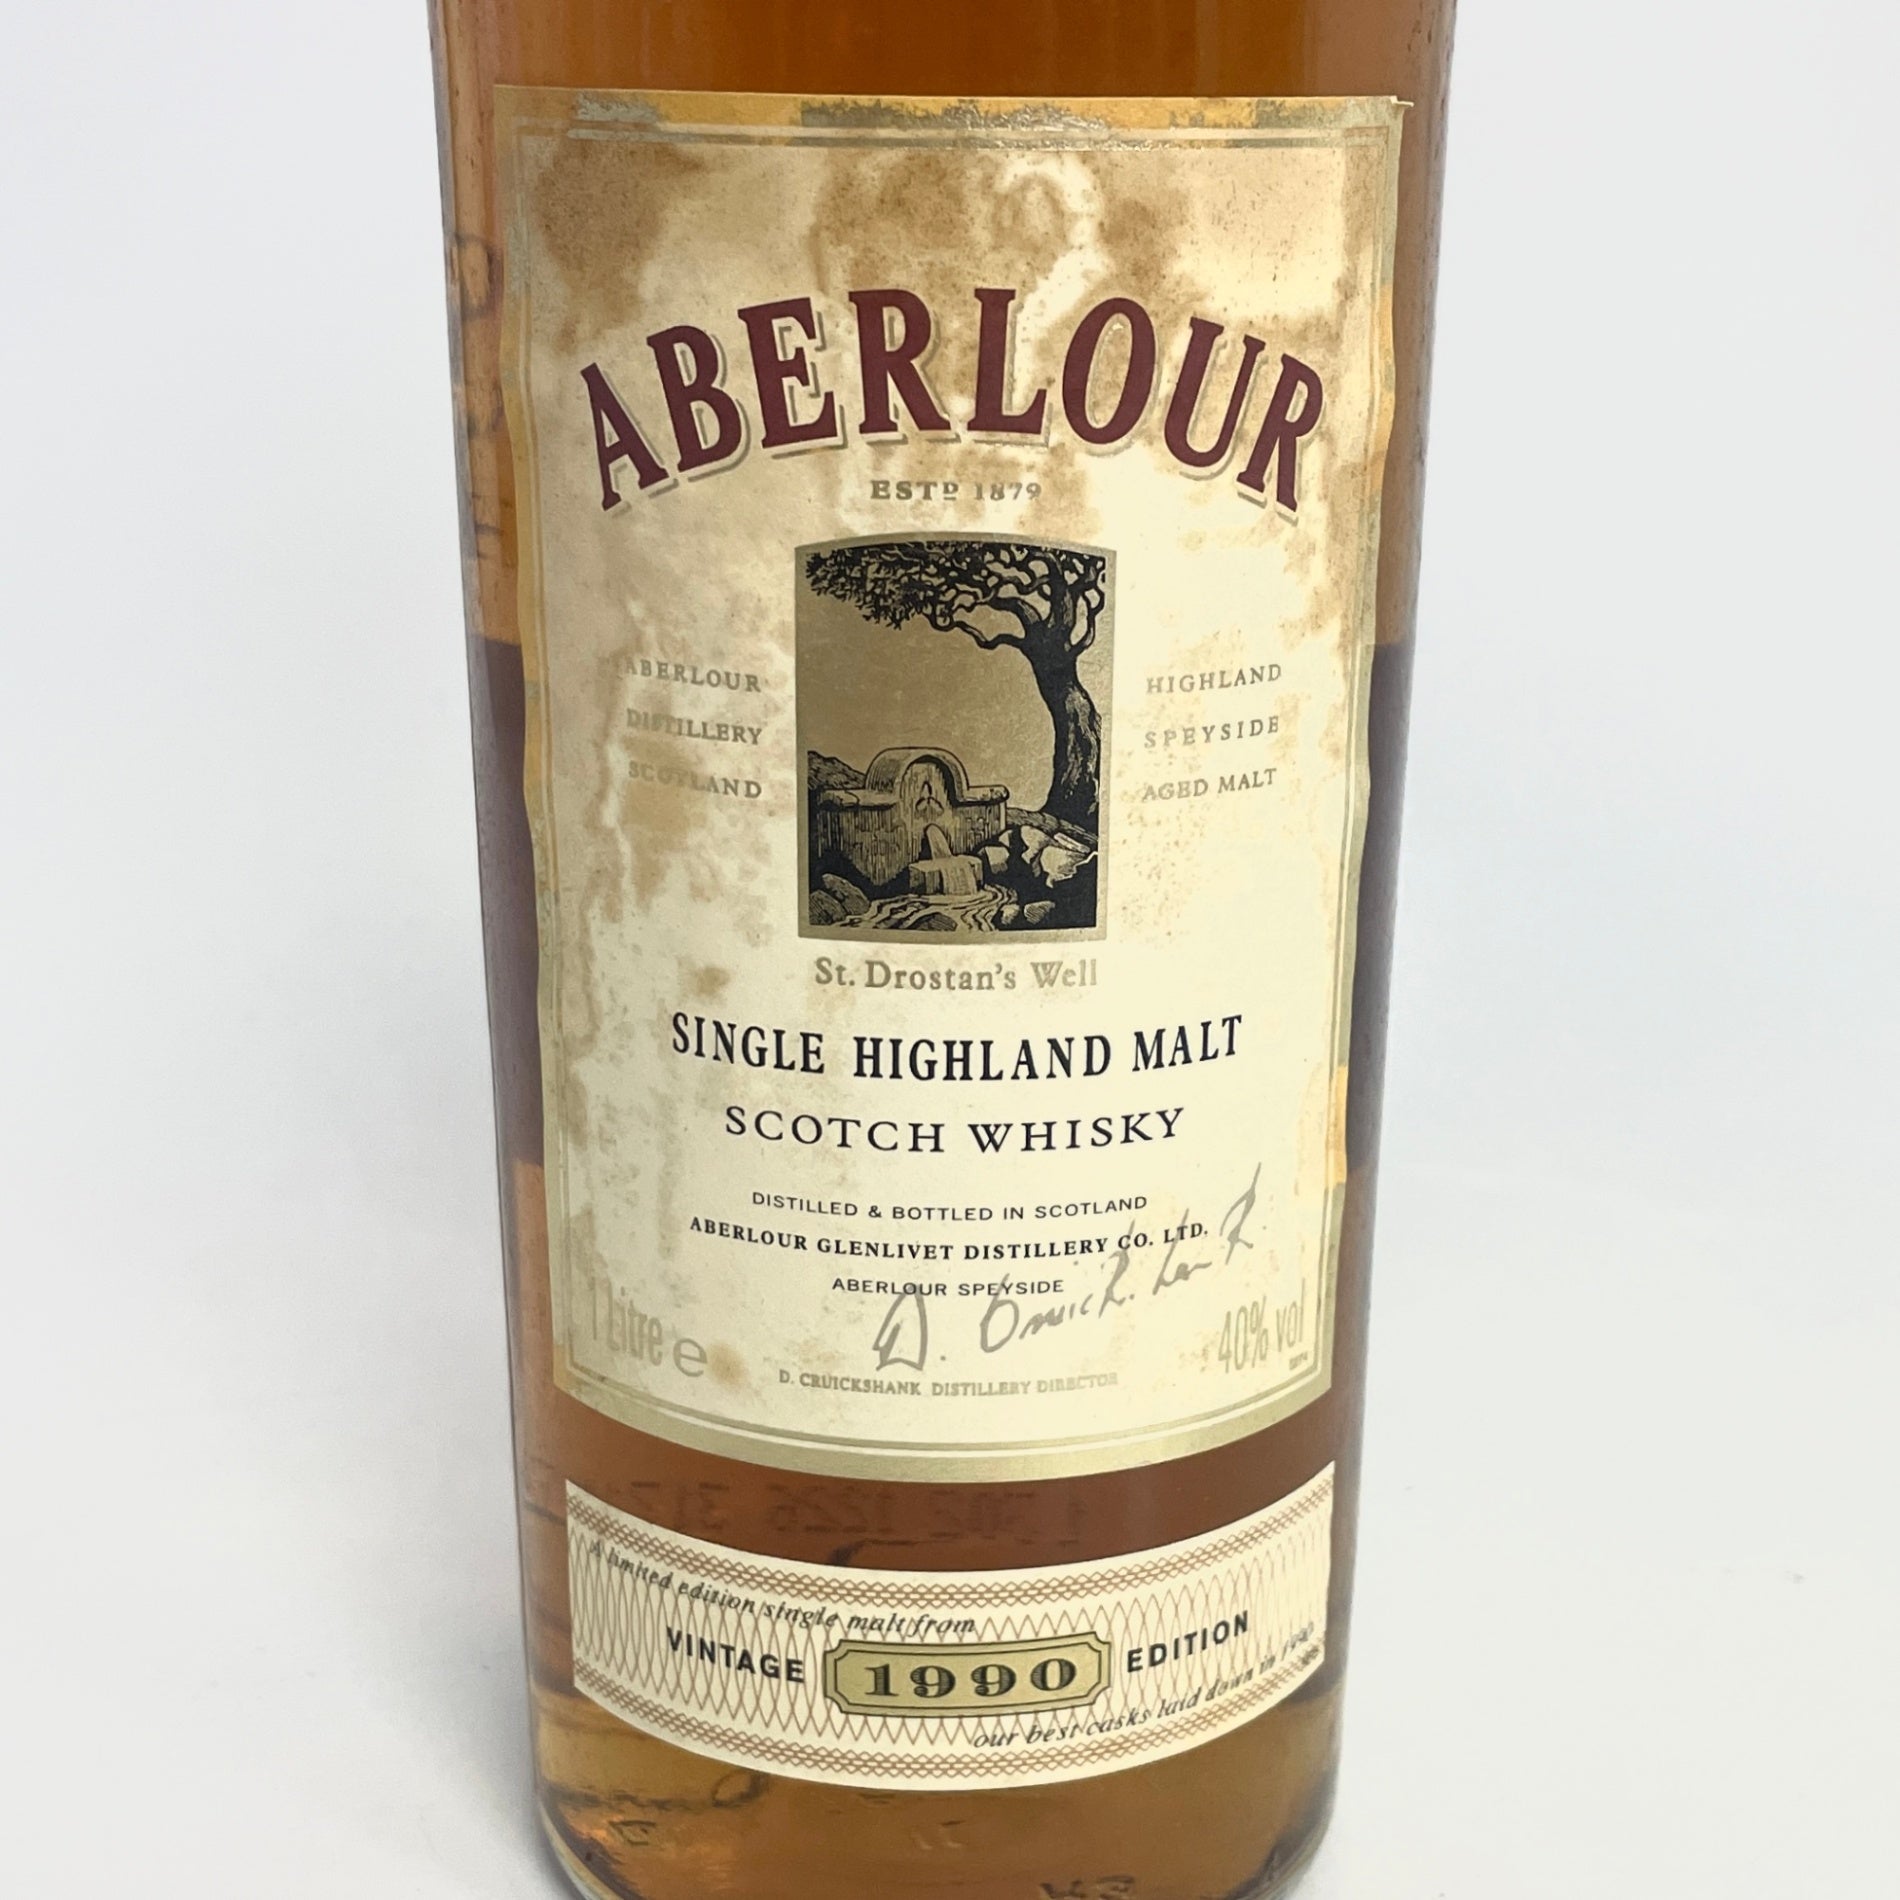 ABERLOUR
ESTD 1879
ABERLOUR
DISTILLERY
SCOTLAND
HIGHLAND
SPEYSIDE
AGED MALT
St. Drostan's Well
SINGLE HIGHLAND MALT
SCOTCH WHISKY
DISTILLED & BOTTLED IN SCOTLAND
ABERLOUR GLENLIVET DISTILLERY CO. LTD.
ABERLOUR SPEYSIDE
D. Cruickshank
1 Litre e
40% vol
D. CRUICKSHANK DISTILLERY DIRECTOR
A limited edition single malt from
VINTAGE 1990 EDITION
our best casks laid down in 1990